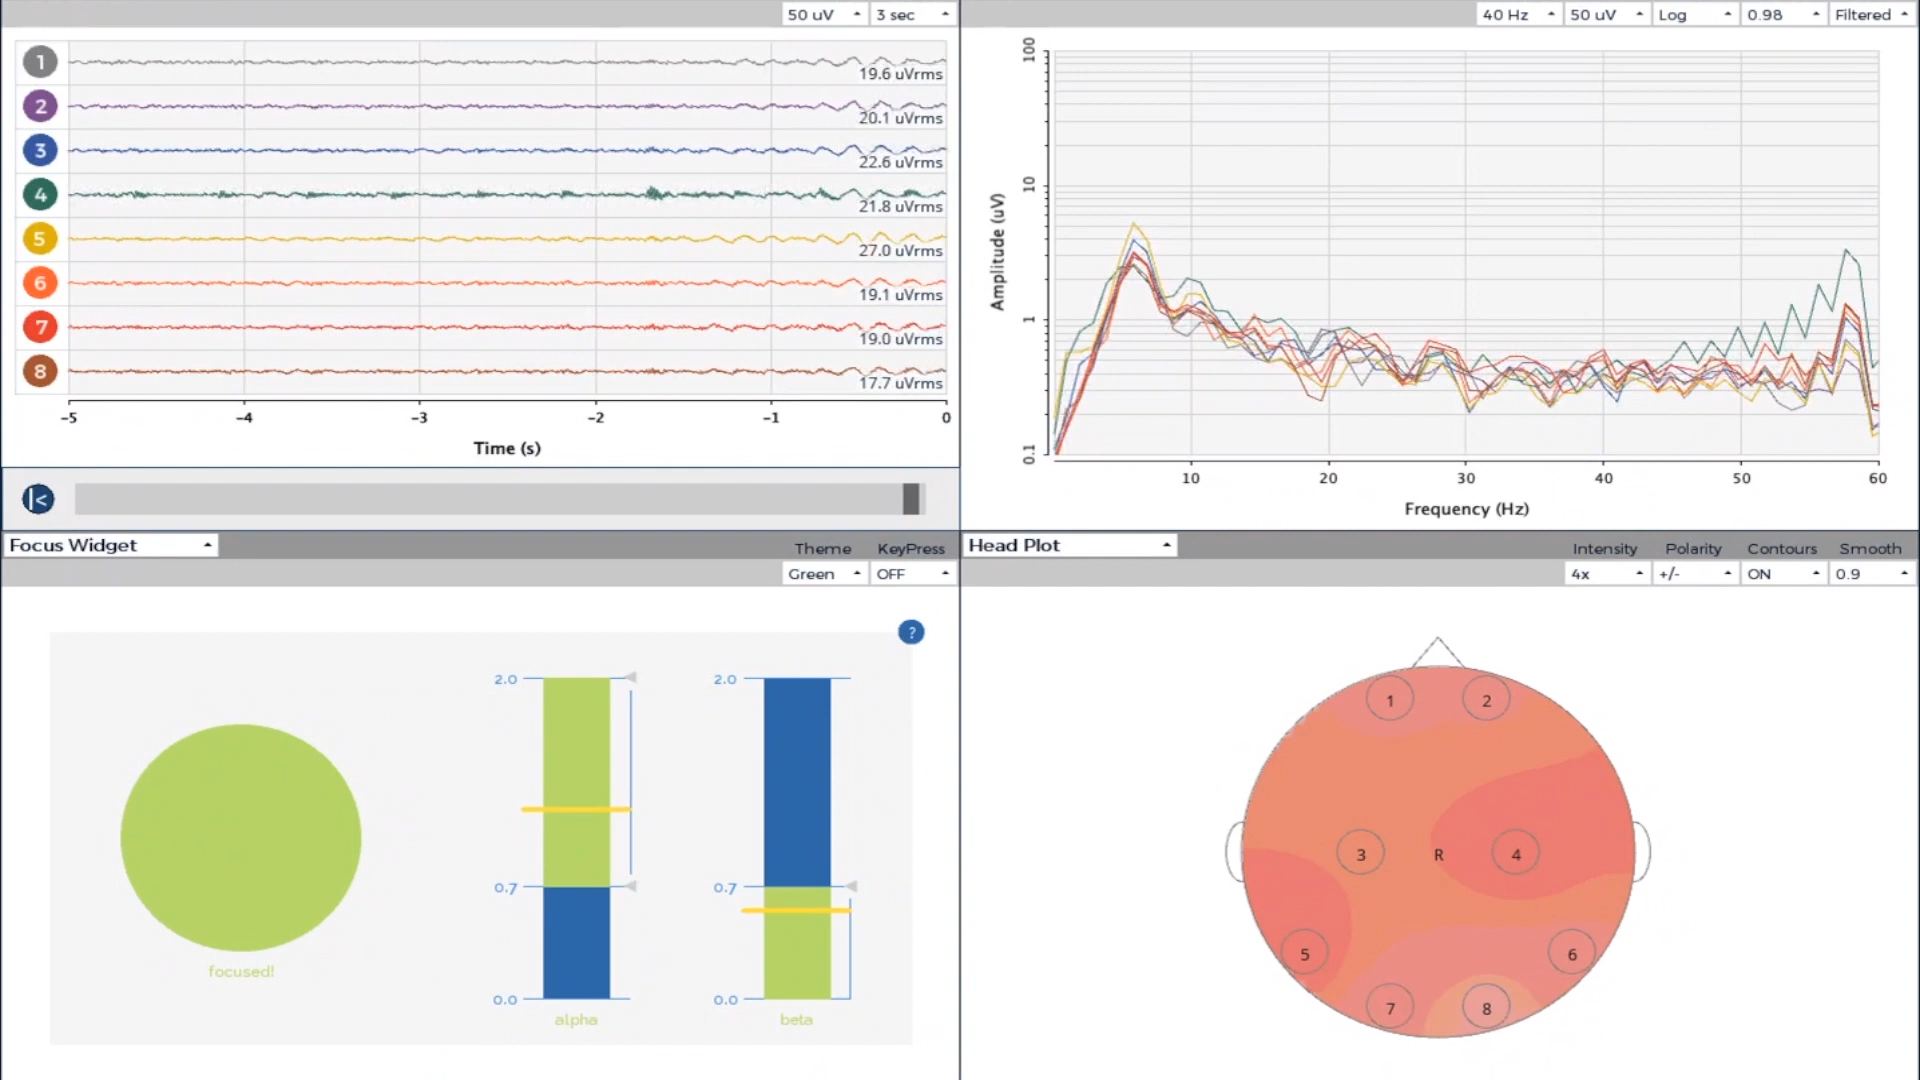 50 uV 3 sec
1 19.6 uVrms
2 20.1 uVrms
3 22.6 uVrms
4 21.8 uVrms
5 27.0 uVrms
6 19.1 uVrms
7 19.0 uVrms
8 17.7 uVrms
-5 -4 -3 -2 -1 0
Time (s)
40 Hz 50 uV Log 0.98 Filtered
100
10
1
0.1
Amplitude (uV)
10 20 30 40 50 60
Frequency (Hz)
Focus Widget Theme KeyPress
Green OFF
?
2.0 2.0
0.7 0.7
0.0 0.0
focused!
alpha beta
Head Plot Intensity Polarity Contours Smooth
4x +/- ON 0.9
1 2
3 R 4
5 6
7 8